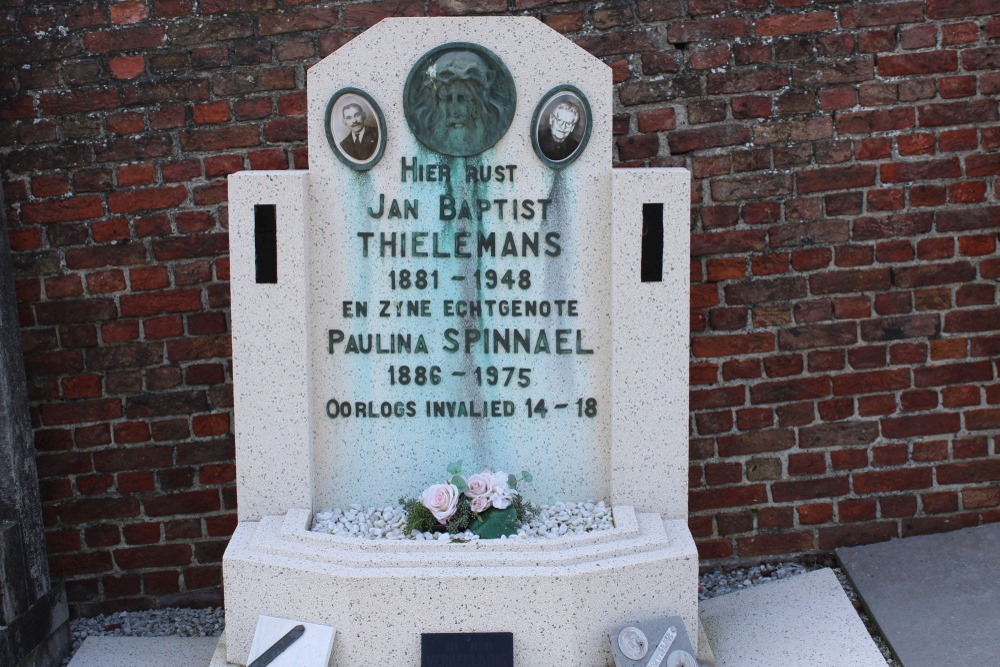 Hier rust
Jan Baptist
THIELEMANS
1881 - 1948
en zyne echtgenote
Paulina SPINNAEL
1886 - 1975
Oorlogs invalied 14 - 18